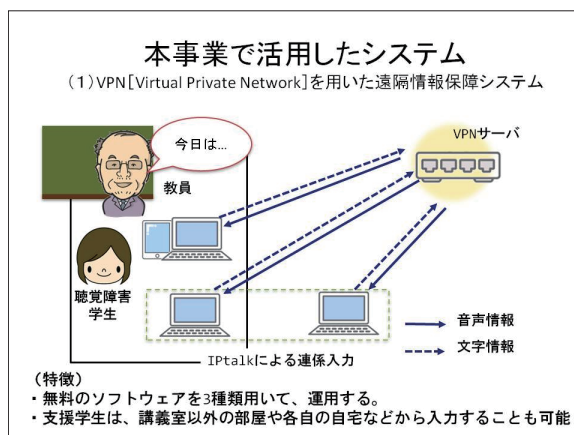 本事業で活用したシステム
(1)VPN[Virtual Private Network]を用いた遠隔情報保障システム
今日は…
VPNサーバ
教員
聴覚障害
学生
音声情報
文字情報
IPtalkによる連係入力
(特徴)
・無料のソフトウェアを3種類用いて、運用する。
・支援学生は、講義室以外の部屋や各自の自宅などから入力することも可能